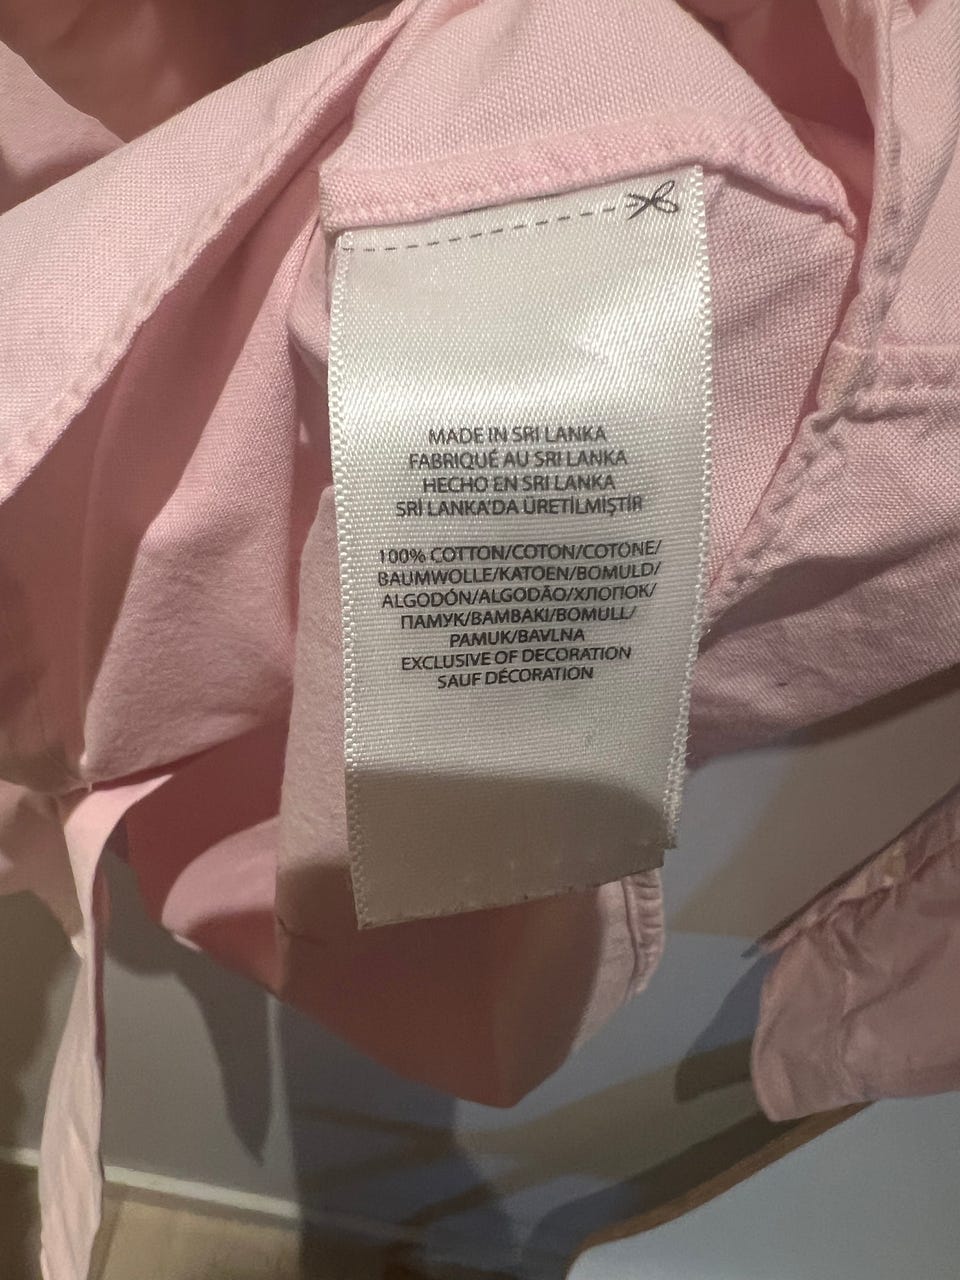 MADE IN SRI LANKA
FABRIQUÉ AU SRI LANKA
HECHO EN SRI LANKA
SRİ LANKA'DA ÜRETİLMİŞTİR
100% COTTON/COTON/COTONE/
BAUMWOLLE/KATOEN/BOMULD/
ALGODÓN/ALGODÃO/ХЛОПОК/
ПАМУК/BAMBAKI/BOMULL/
PAMUK/BAVLNA
EXCLUSIVE OF DECORATION
SAUF DÉCORATION